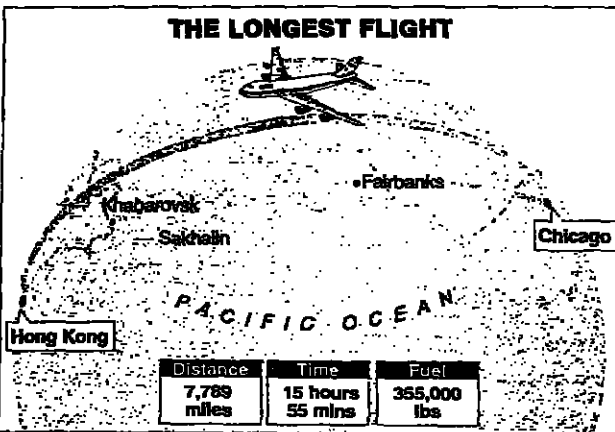 THE LONGEST FLIGHT
Khabarovsk
Sakhalin
Fairbanks
Chicago
Hong Kong
PACIFIC OCEAN
Distance
7,789
miles
Time
15 hours
55 mins
Fuel
355,000
lbs